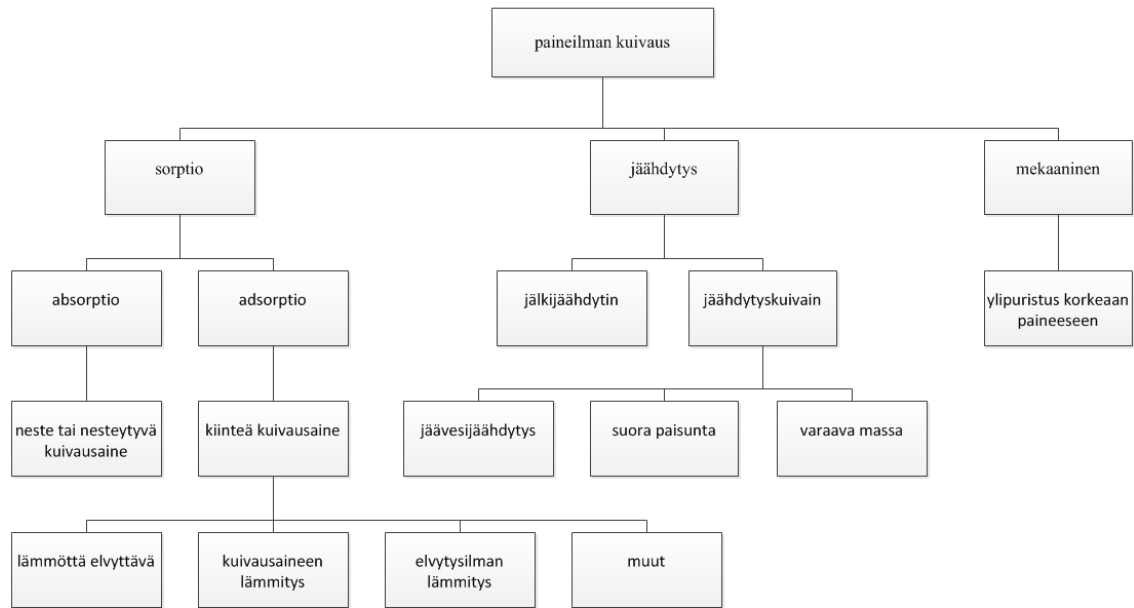 paineilman kuivaus
sorptio
jäähdytys
mekaaninen
absorptio
adsorptio
jälkijäähdytin
jäähdytyskuivain
ylipuristus korkeaan
paineeseen
neste tai nesteytyvä
kuivausaine
kiinteä kuivausaine
jäävesijäähdytys
suora paisunta
varaava massa
lämmöttä elvyttävä
kuivausaineen
lämmitys
elvytysilman
lämmitys
muut